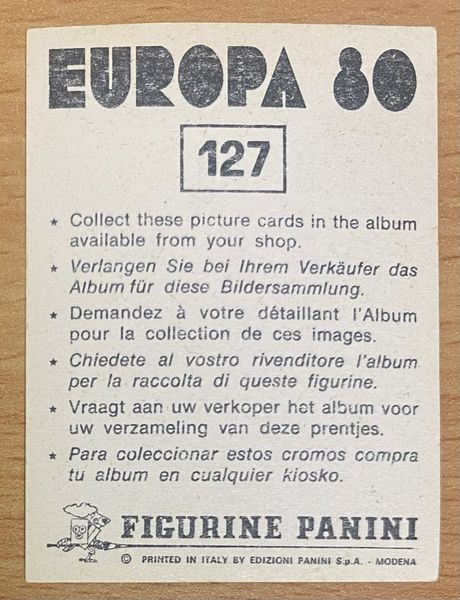 EUROPA 80
127
★ Collect these picture cards in the album
available from your shop.
★ Verlangen Sie bei Ihrem Verkäufer das
Album für diese Bildersammlung.
★ Demandez à votre détaillant l'Album
pour la collection de ces images.
★ Chiedete al vostro rivenditore l'album
per la raccolta di queste figurine.
★ Vraagt aan uw verkoper het album voor
uw verzameling van deze prentjes.
★ Para coleccionar estos cromos compra
tu album en cualquier kiosko.
FIGURINE PANINI
© PRINTED IN ITALY BY EDIZIONI PANINI S.p.A. - MODENA